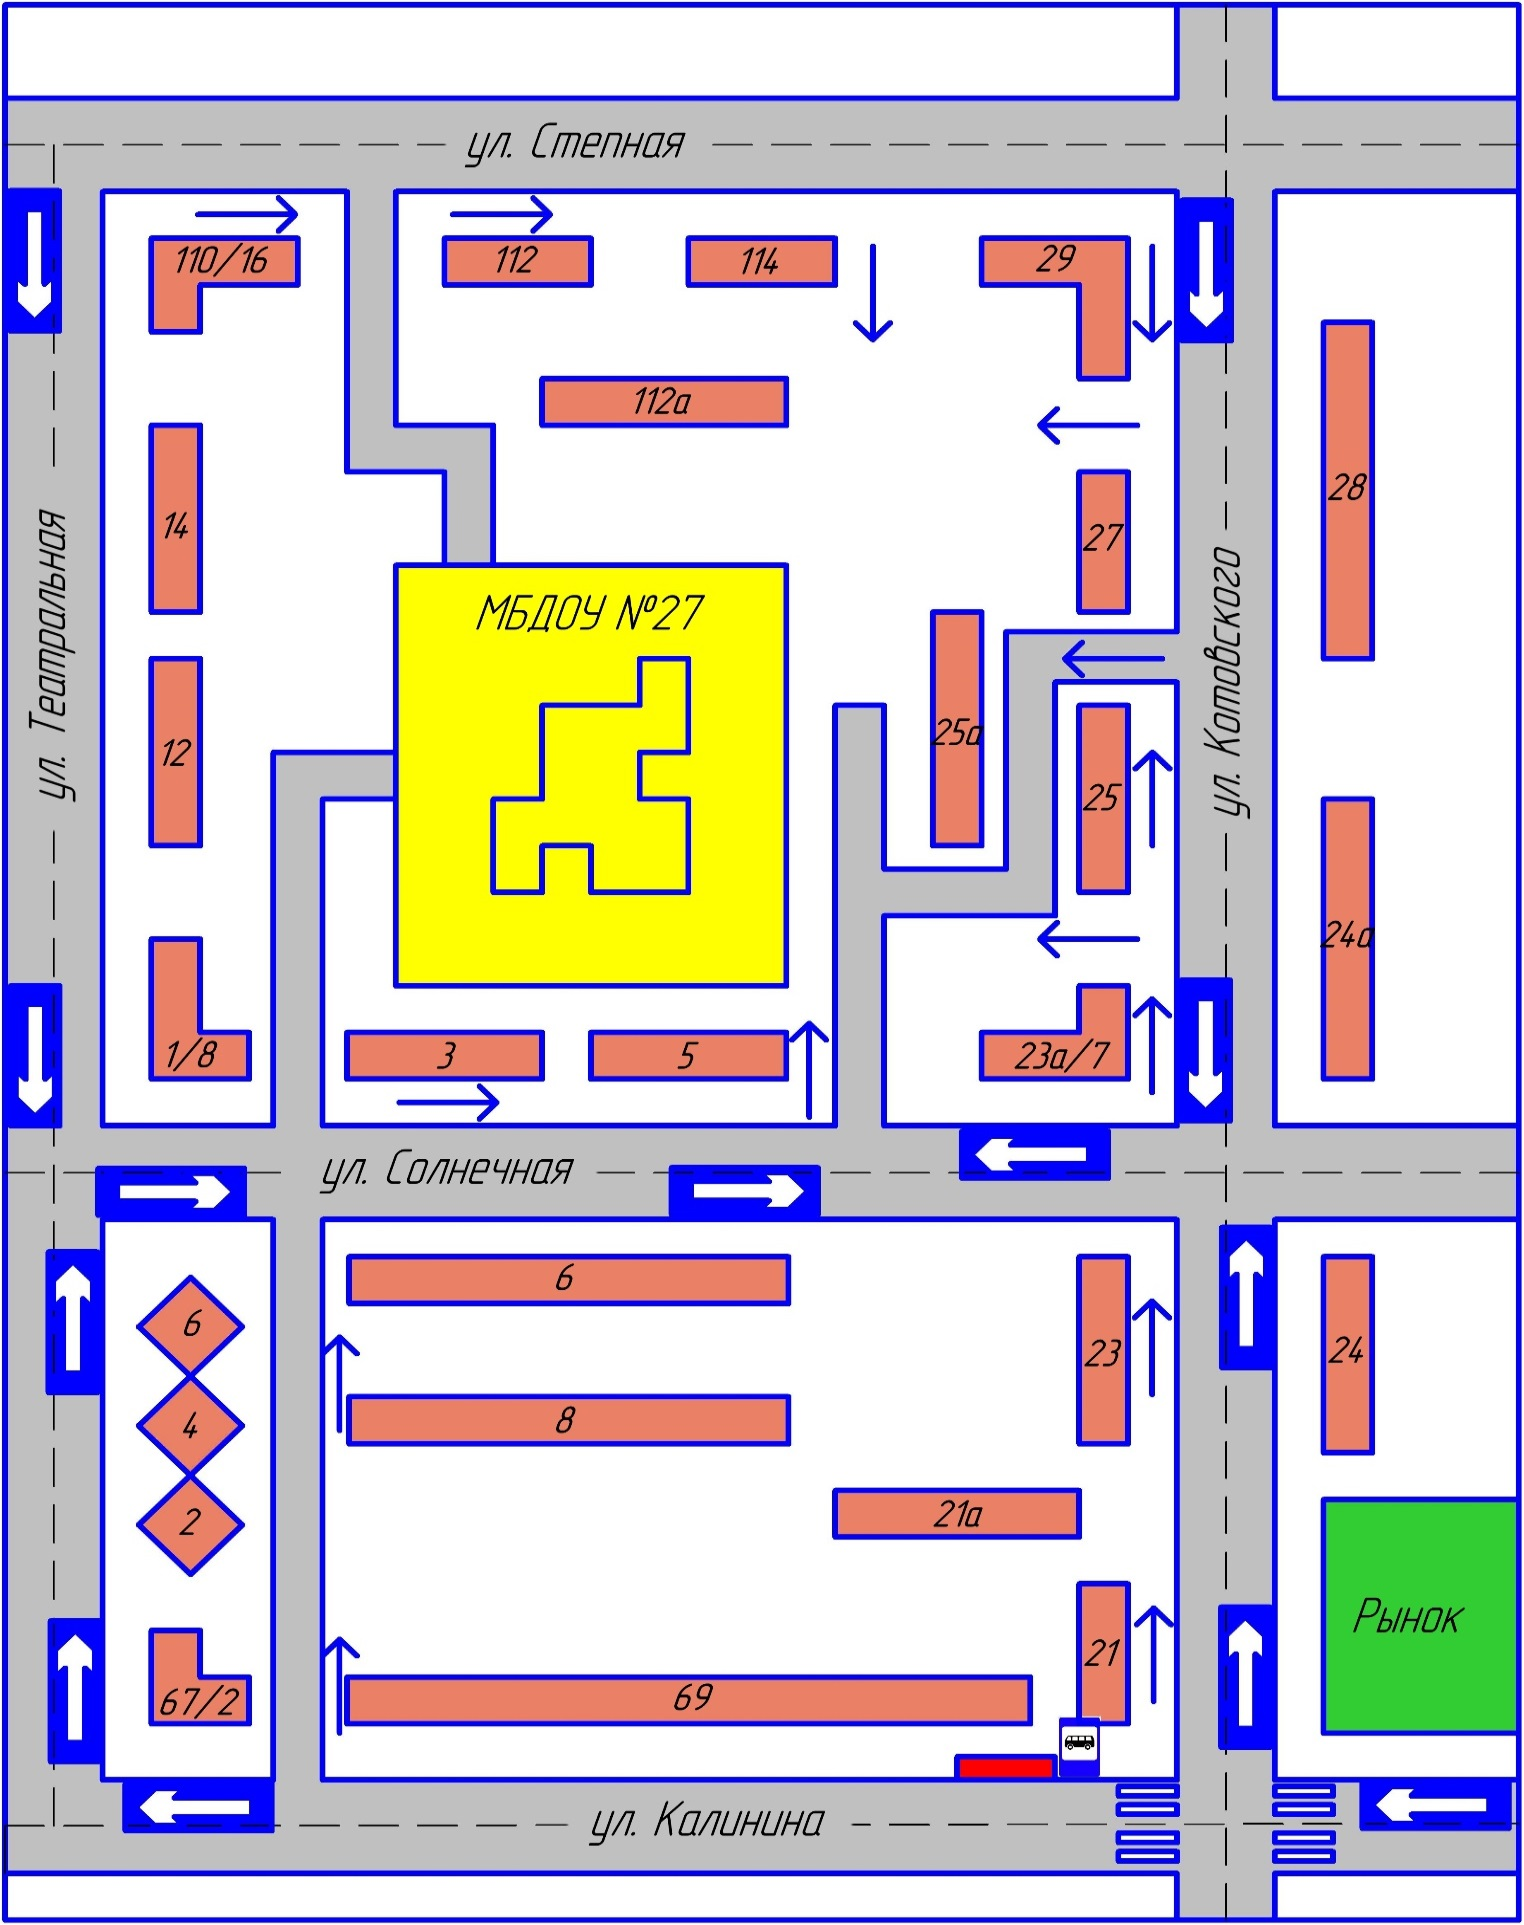 ул. Степная
110/16
112
114
29
112а
14
27
28
ул. Театральная
МБДОУ №27
ул. Котовского
12
25а
25
24а
1/8
3
5
23а/7
ул. Солнечная
6
6
23
24
4
8
2
21а
Рынок
67/2
69
21
ул. Калинина